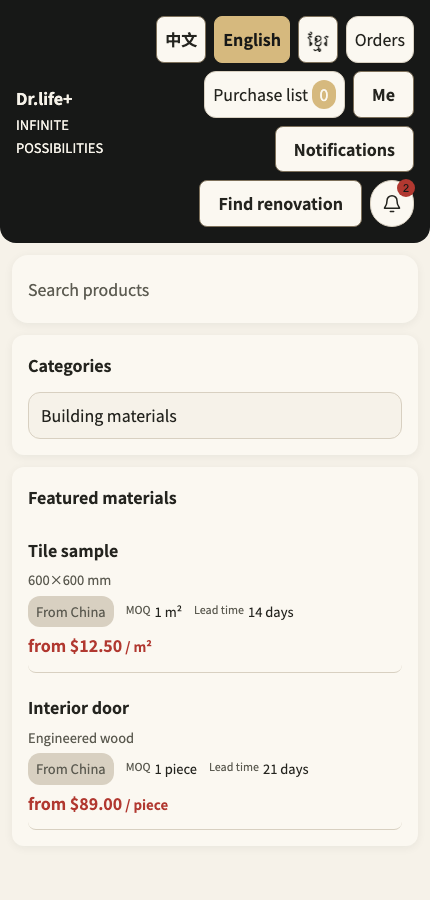 中文 English ខ្មែរ Orders
Purchase list 0 Me
Dr.life+
INFINITE
POSSIBILITIES
Notifications
Find renovation 2
Search products
Categories
Building materials
Featured materials
Tile sample
600×600 mm
From China MOQ 1 m² Lead time 14 days
from $12.50 / m²
Interior door
Engineered wood
From China MOQ 1 piece Lead time 21 days
from $89.00 / piece